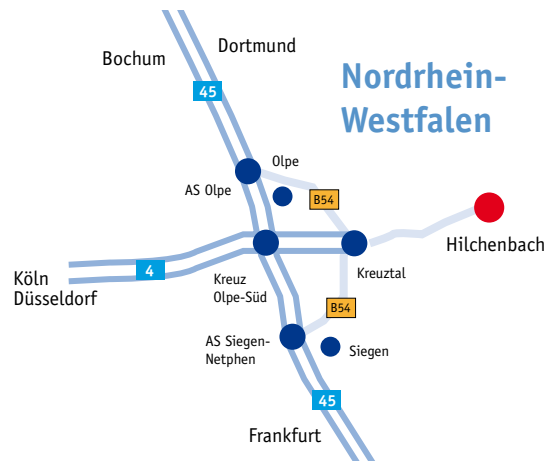 Dortmund
Bochum
Nordrhein-
Westfalen
45
Olpe
AS Olpe
B54
Hilchenbach
4
Köln
Düsseldorf
Kreuz
Olpe-Süd
Kreuztal
B54
AS Siegen-
Netphen
Siegen
45
Frankfurt